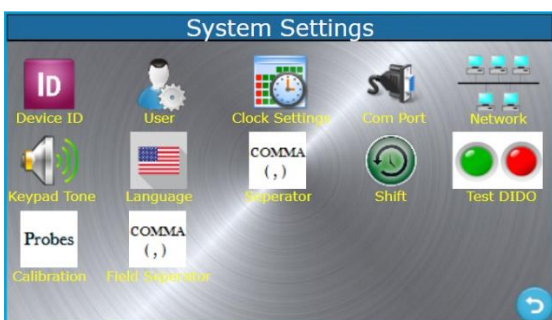 System Settings
ID
Device ID
User
Clock Settings
Com Port
Network
Keypad Tone
Language
COMMA
( , )
Seperator
Shift
Test DIDO
Probes
Calibration
COMMA
( , )
Field Seperator